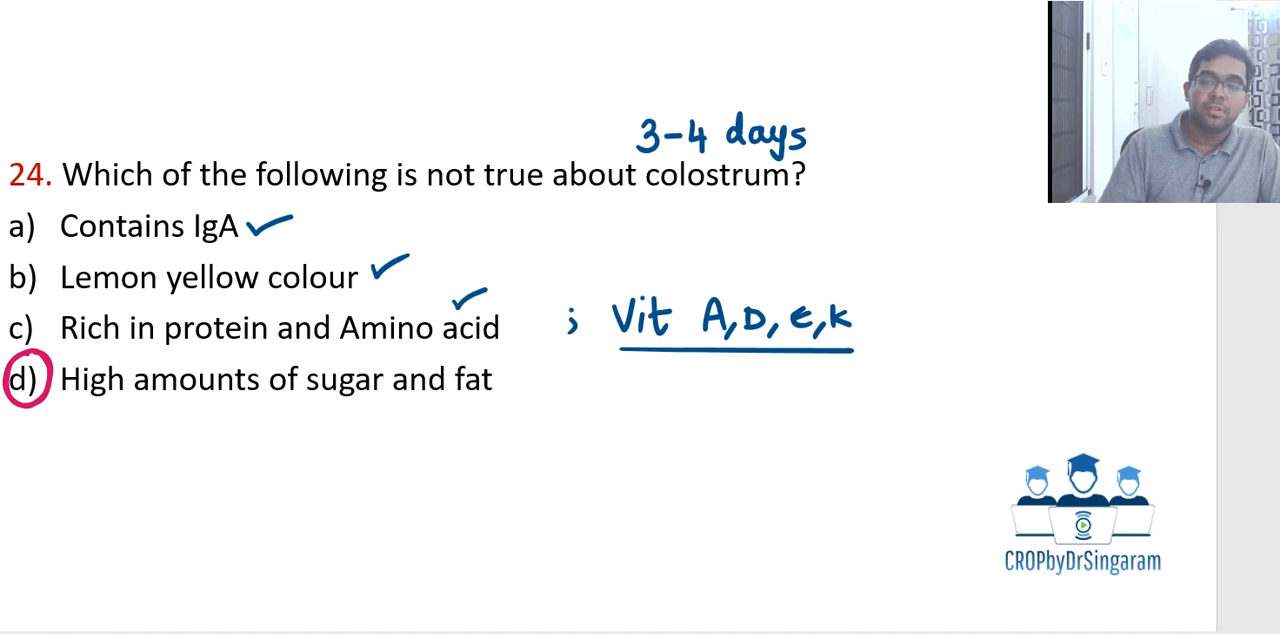 3-4 days
24. Which of the following is not true about colostrum?
a) Contains IgA
b) Lemon yellow colour
c) Rich in protein and Amino acid ; Vit A, D, E, K
d) High amounts of sugar and fat
CROPbyDrSingaram